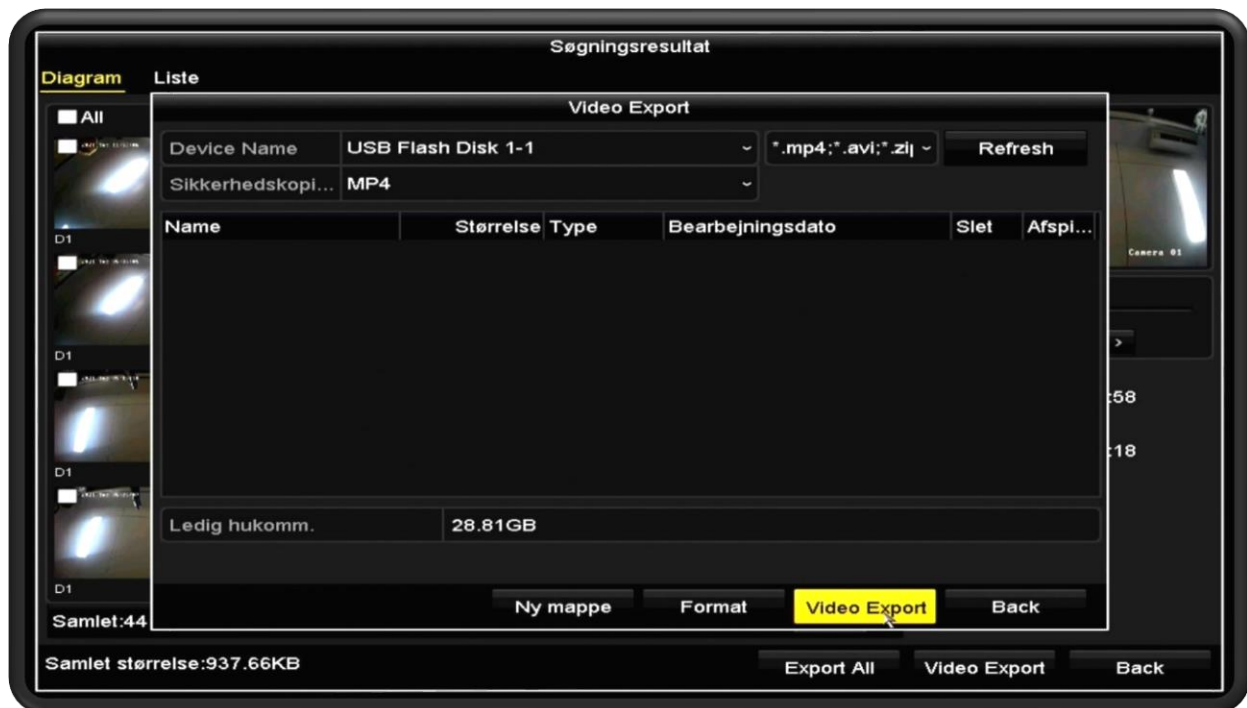 Søgningsresultat
Diagram Liste
All
Video Export
Device Name USB Flash Disk 1-1 *.mp4;*.avi;*.zip Refresh
Sikkerhedskopi... MP4
Name Størrelse Type Bearbejningsdato Slet Afspi...
D1
Camera 01
D1
>
:58
:18
D1
Ledig hukomm. 28.81GB
D1
Ny mappe Format Video Export Back
Samlet:44
Samlet størrelse:937.66KB Export All Video Export Back